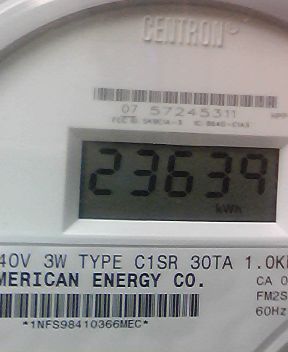 CENTRON®
07 57245311
23639
kWh
40V 3W TYPE C1SR 30TA 1.0K
MERICAN ENERGY CO.
CA 0
FM2S
60Hz
*1NFS98410366MEC*